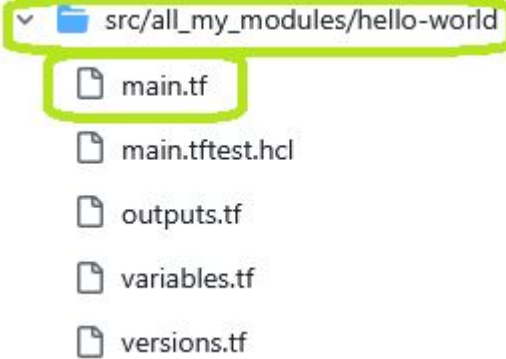 src/all_my_modules/hello-world
main.tf
main.tftest.hcl
outputs.tf
variables.tf
versions.tf